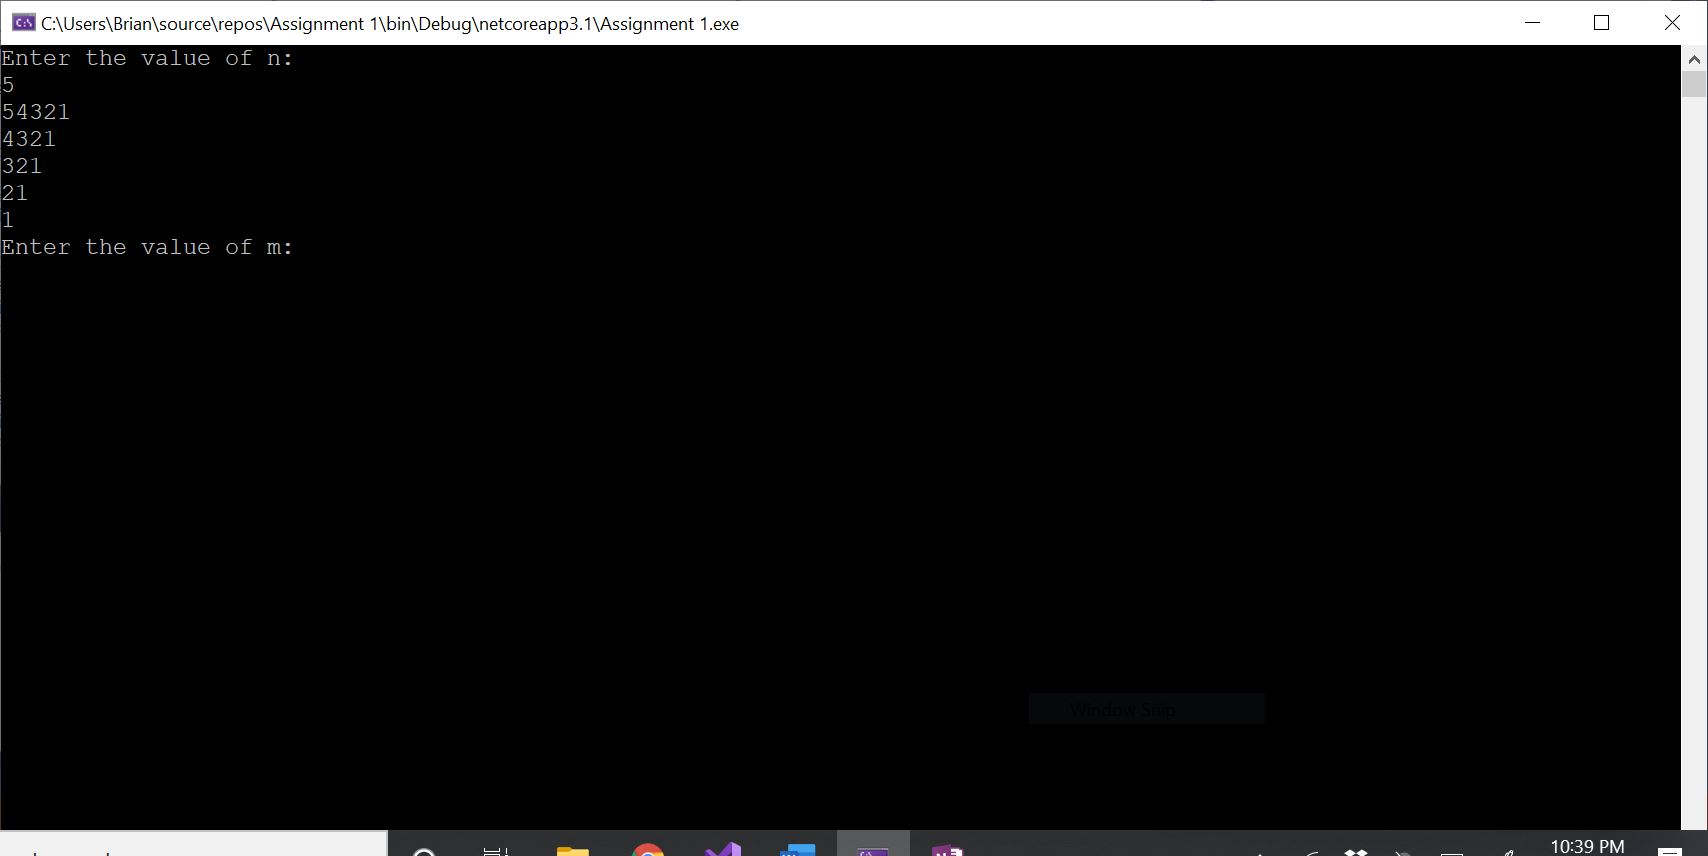 C:\Users\Brian\source\repos\Assignment 1\bin\Debug\netcoreapp3.1\Assignment 1.exe
Enter the value of n:
5
54321
4321
321
21
1
Enter the value of m:
Window Snip
10:39 PM